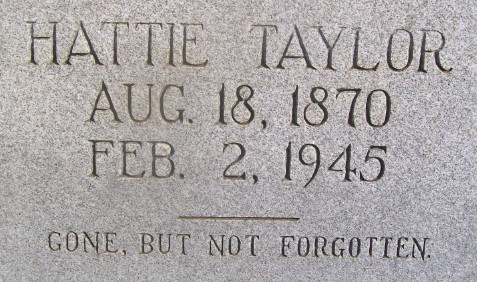 HATTIE TAYLOR
AUG. 18, 1870
FEB. 2, 1945
GONE, BUT NOT FORGOTTEN.